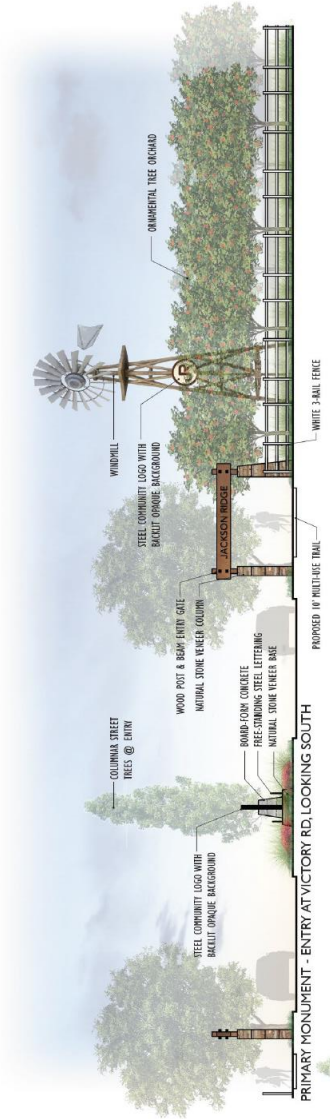 ORNAMENTAL TREE ORCHARD
WINDMILL
STEEL COMMUNITY LOGO WITH
BACKLIT OPAQUE BACKGROUND
JR
WOOD POST & BEAM ENTRY GATE
NATURAL STONE VENEER COLUMN
JACKSON RIDGE
COLUMNAR STREET
TREES @ ENTRY
BOARD-FORM CONCRETE
FREE-STANDING STEEL LETTERING
NATURAL STONE VENEER BASE
STEEL COMMUNITY LOGO WITH
BACKLIT OPAQUE BACKGROUND
WHITE 3-RAIL FENCE
PROPOSED 10' MULTI-USE TRAIL
PRIMARY MONUMENT - ENTRY AT VICTORY RD, LOOKING SOUTH